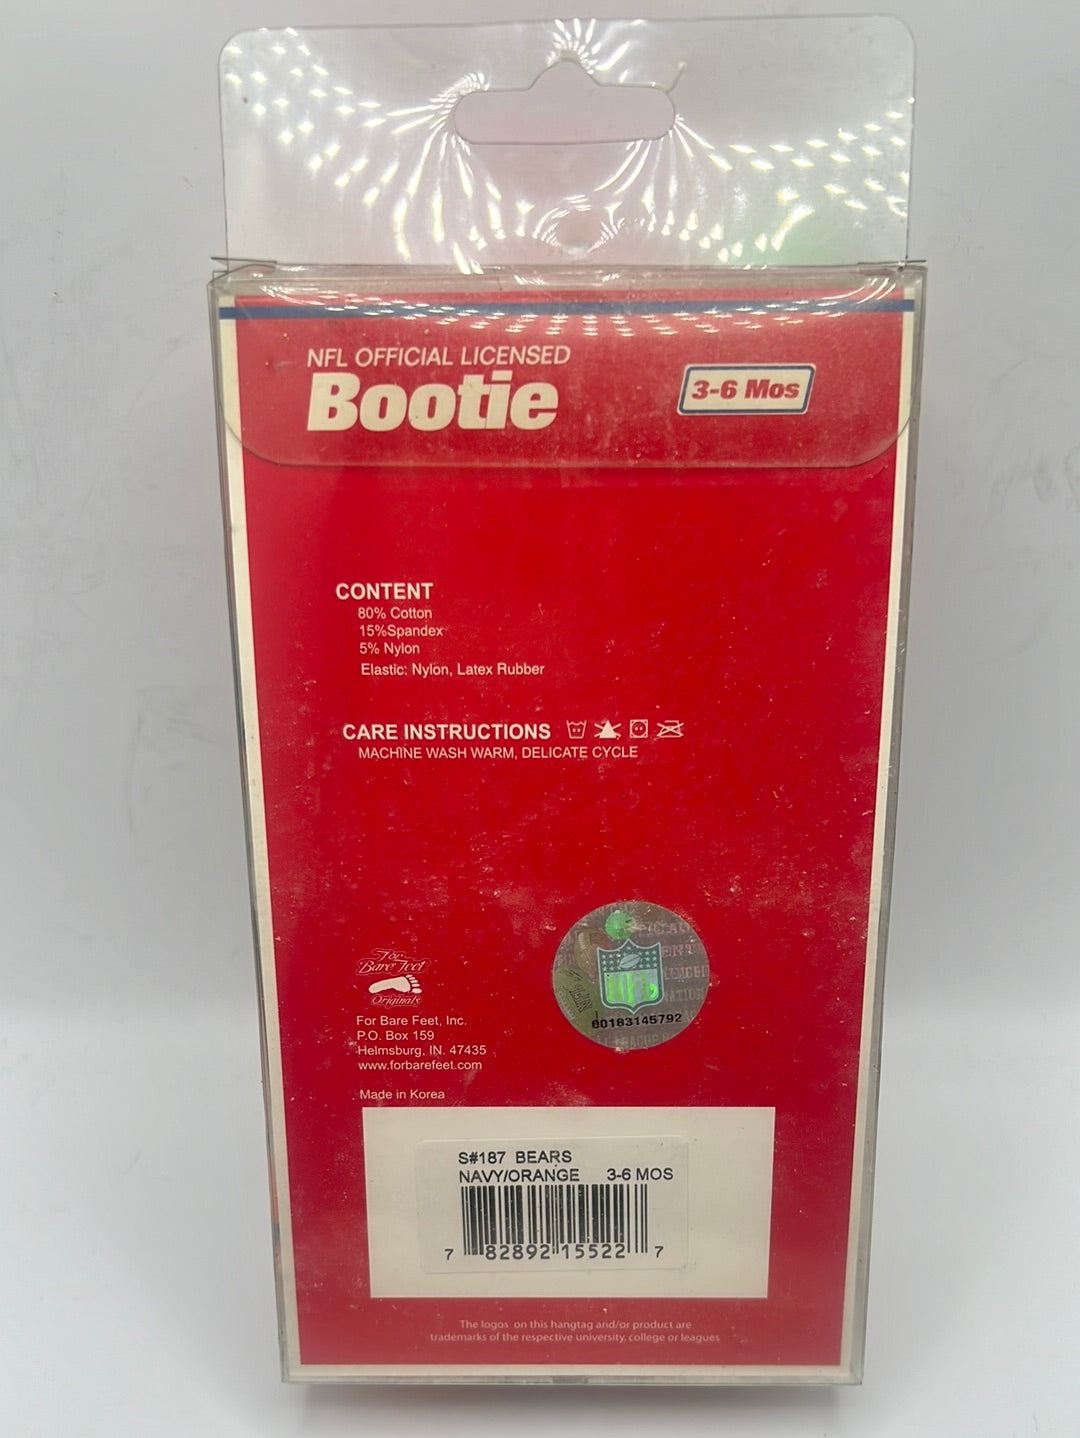 NFL OFFICIAL LICENSED
Bootie
3-6 Mos
CONTENT
80% Cotton
15%Spandex
5% Nylon
Elastic: Nylon, Latex Rubber
CARE INSTRUCTIONS
MACHINE WASH WARM, DELICATE CYCLE
For
Bare Feet
Originals
For Bare Feet, Inc.
P.O. Box 159
Helmsburg, IN. 47435
www.forbarefeet.com
Made in Korea
NFL
00183145792
S#187 BEARS
NAVY/ORANGE 3-6 MOS
7 82892 15522 7
The logos on this hangtag and/or product are
trademarks of the respective university, college or leagues